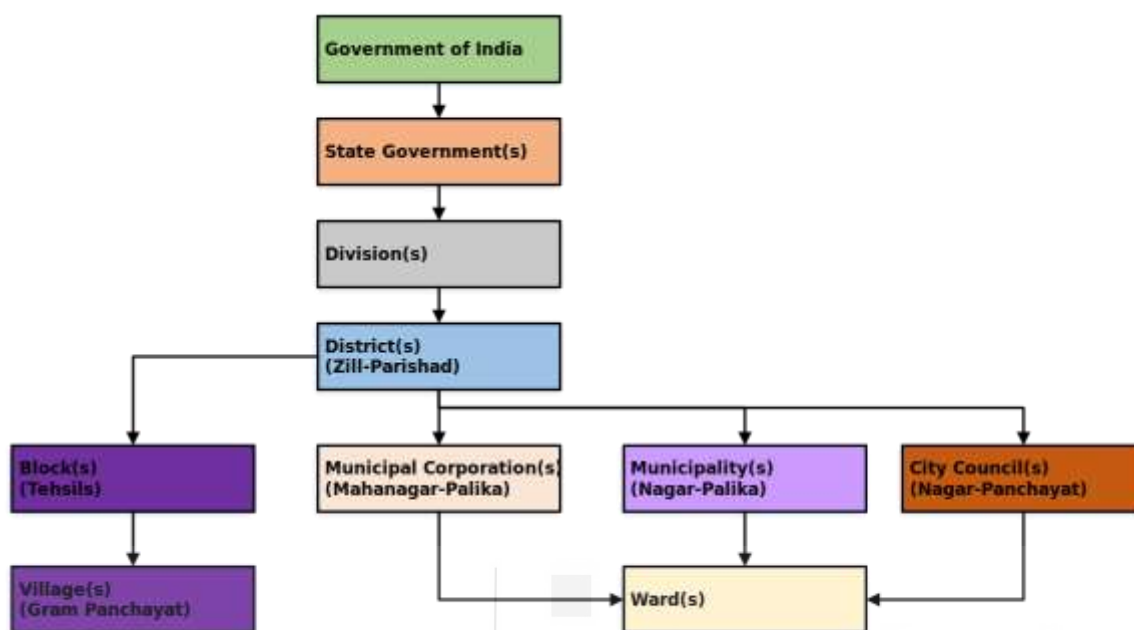 Government of India
State Government(s)
Division(s)
District(s)
(Zill-Parishad)
Block(s)
(Tehsils)
Municipal Corporation(s)
(Mahanagar-Palika)
Municipality(s)
(Nagar-Palika)
City Council(s)
(Nagar-Panchayat)
Village(s)
(Gram Panchayat)
Ward(s)